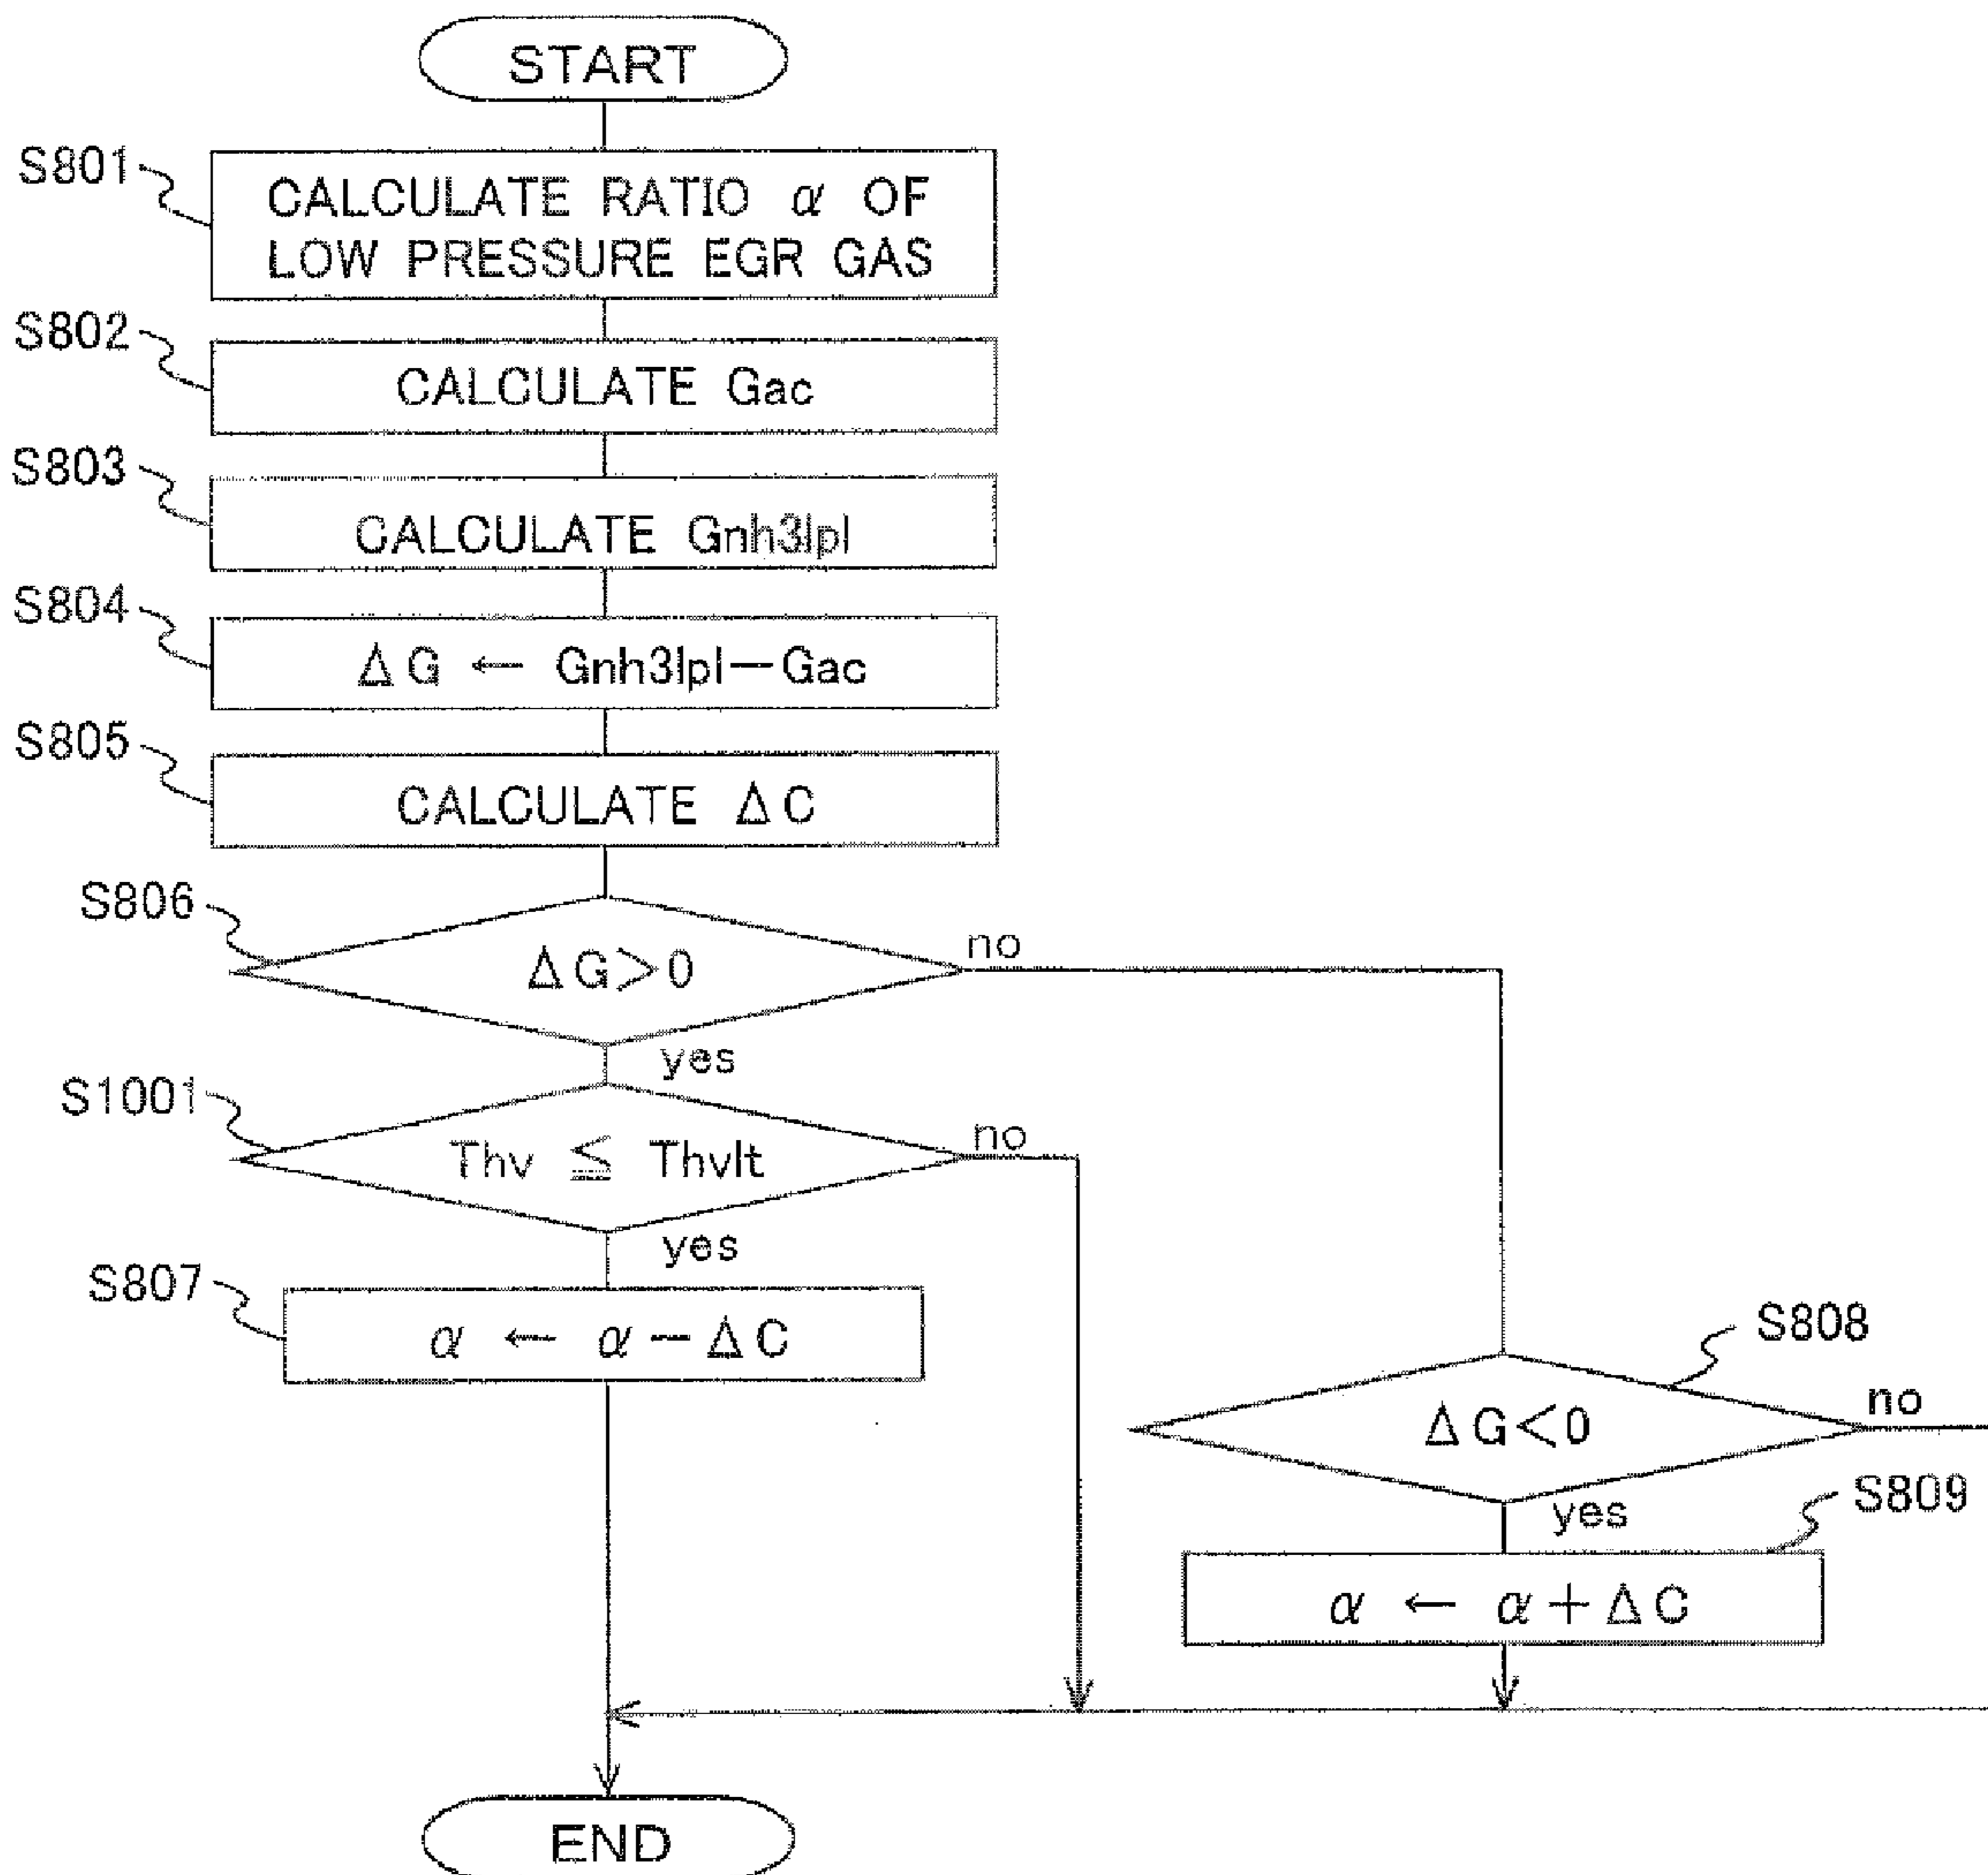 START
S801
CALCULATE RATIO α OF
LOW PRESSURE EGR GAS
S802
CALCULATE Gac
S803
CALCULATE Gnh3lpl
S804
ΔG ← Gnh3lpl—Gac
S805
CALCULATE ΔC
S806
ΔG>0
no
yes
S1001
Thv ≦ Thvlt
no
yes
S807
α ← α－ΔC
S808
ΔG<0
no
yes
S809
α ← α＋ΔC
END